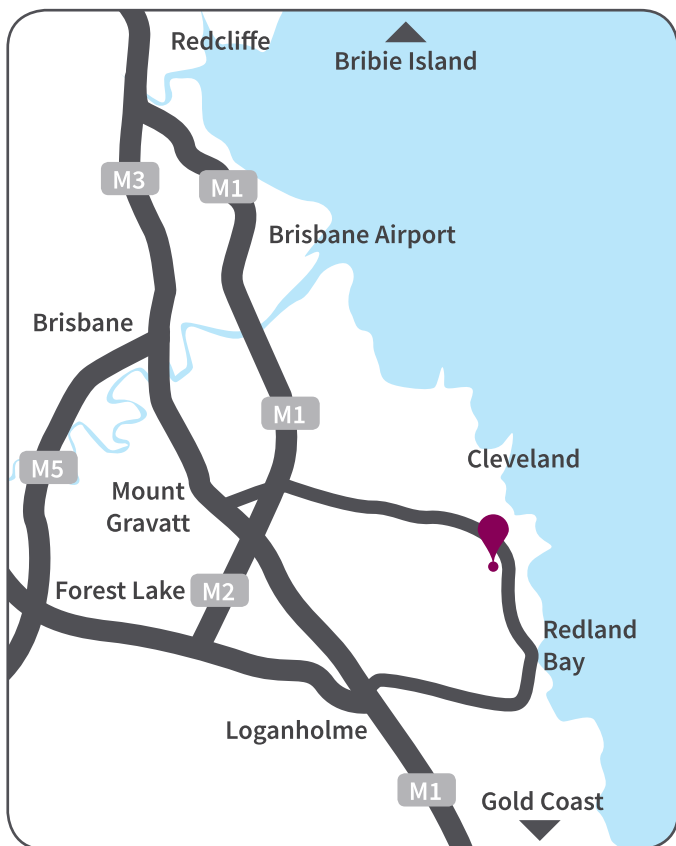 Redcliffe
Bribie Island
M3
M1
Brisbane Airport
Brisbane
M1
Cleveland
M5
Mount
Gravatt
Forest Lake
M2
Redland
Bay
Loganholme
M1
Gold Coast